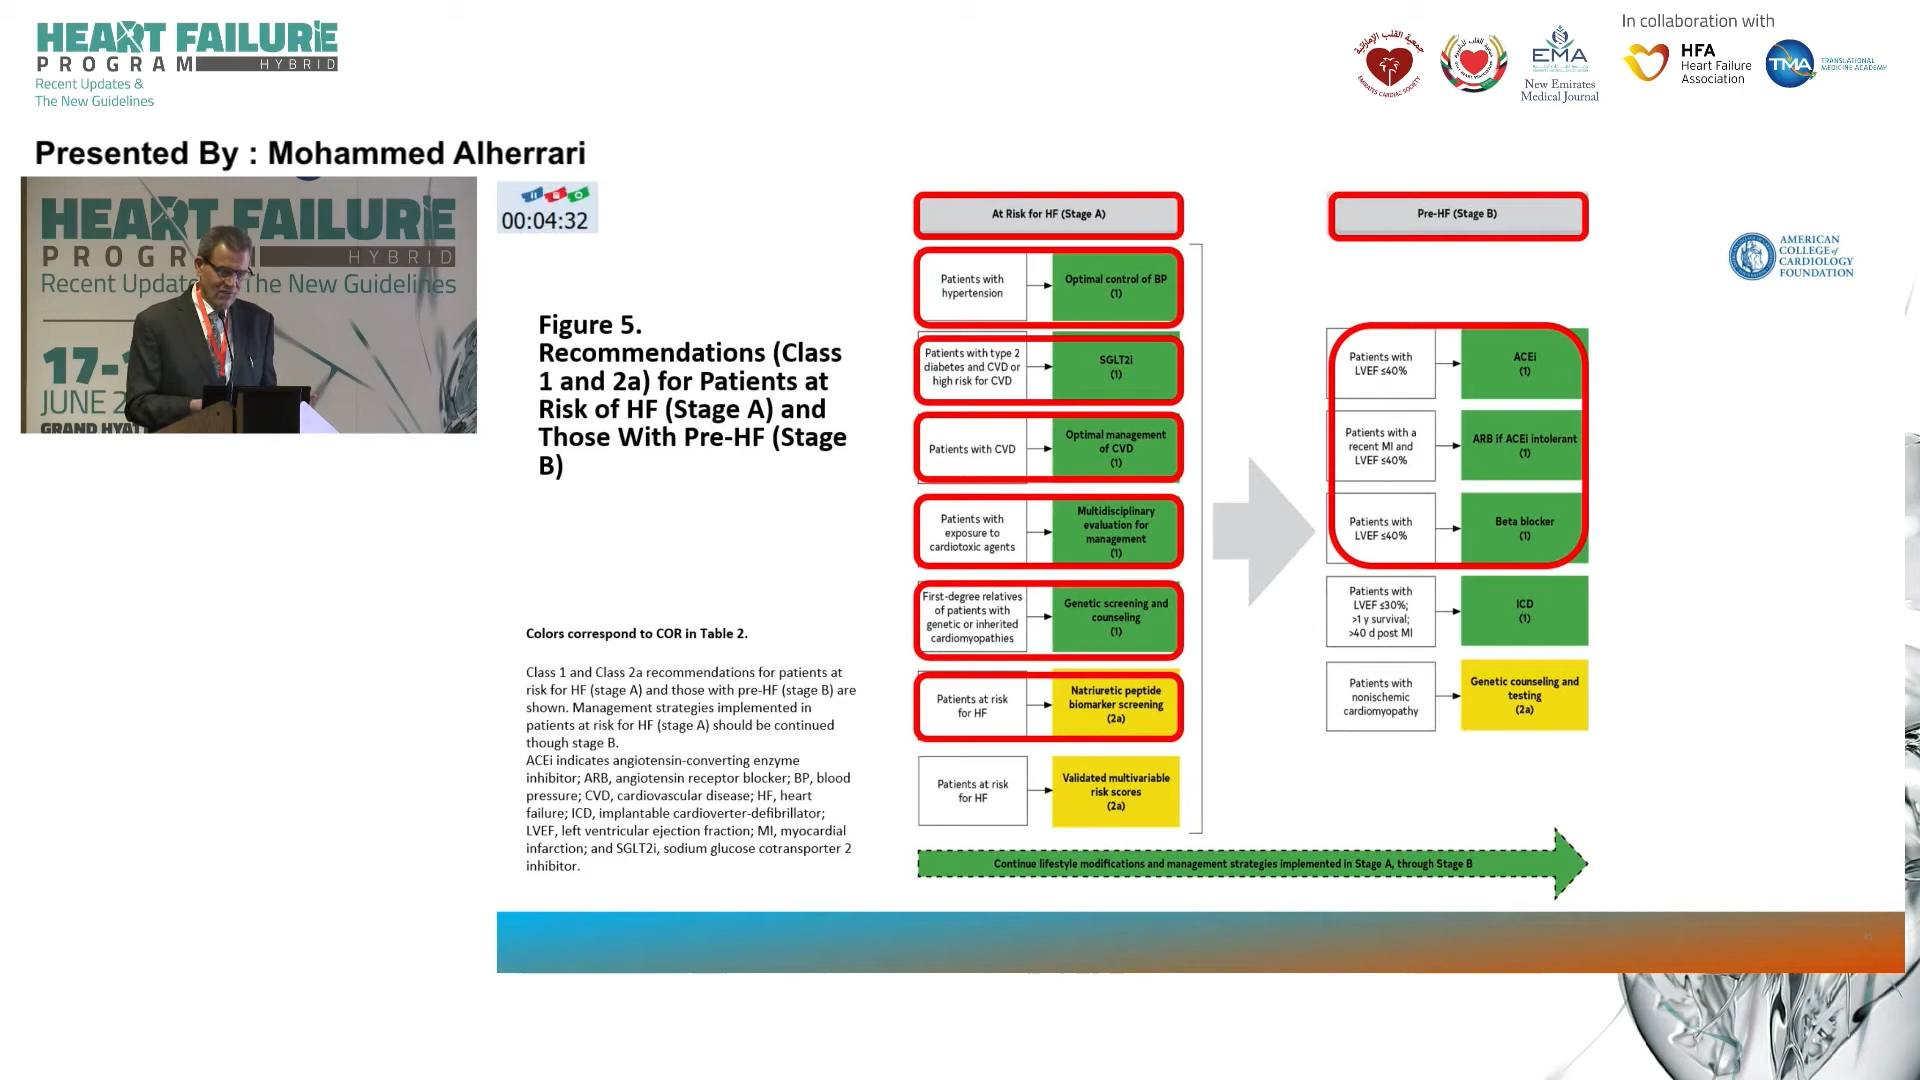 HEART FAILURE
PROGRAM HYBRID
Recent Updates &
The New Guidelines
EMIRATES CARDIAC SOCIETY
EMA
New Emirates
Medical Journal
In collaboration with
HFA
Heart Failure
Association
TMA
TRANSLATIONAL
MEDICINE ACADEMY
Presented By : Mohammed Alherrari
HEART FAILURE
PROGR HYBRID
Recent Update The New Guidelines
17-
JUNE 2
GRAND HYAT
00:04:32
Figure 5.
Recommendations (Class
1 and 2a) for Patients at
Risk of HF (Stage A) and
Those With Pre-HF (Stage
B)
Colors correspond to COR in Table 2.
Class 1 and Class 2a recommendations for patients at
risk for HF (stage A) and those with pre-HF (stage B) are
shown. Management strategies implemented in
patients at risk for HF (stage A) should be continued
though stage B.
ACEi indicates angiotensin-converting enzyme
inhibitor; ARB, angiotensin receptor blocker; BP, blood
pressure; CVD, cardiovascular disease; HF, heart
failure; ICD, implantable cardioverter-defibrillator;
LVEF, left ventricular ejection fraction; MI, myocardial
infarction; and SGLT2i, sodium glucose cotransporter 2
inhibitor.
At Risk for HF (Stage A)
Patients with
hypertension
Optimal control of BP
(1)
Patients with type 2
diabetes and CVD or
high risk for CVD
SGLT2i
(1)
Patients with CVD
Optimal management
of CVD
(1)
Patients with
exposure to
cardiotoxic agents
Multidisciplinary
evaluation for
management
(1)
First-degree relatives
of patients with
genetic or inherited
cardiomyopathies
Genetic screening and
counseling
(1)
Patients at risk
for HF
Natriuretic peptide
biomarker screening
(2a)
Patients at risk
for HF
Validated multivariable
risk scores
(2a)
Pre-HF (Stage B)
Patients with
LVEF ≤40%
ACEi
(1)
Patients with a
recent MI and
LVEF ≤40%
ARB if ACEi intolerant
(1)
Patients with
LVEF ≤40%
Beta blocker
(1)
Patients with
LVEF ≤30%;
>1 y survival;
>40 d post MI
ICD
(1)
Patients with
nonischemic
cardiomyopathy
Genetic counseling and
testing
(2a)
Continue lifestyle modifications and management strategies implemented in Stage A, through Stage B
AMERICAN
COLLEGE of
CARDIOLOGY
FOUNDATION